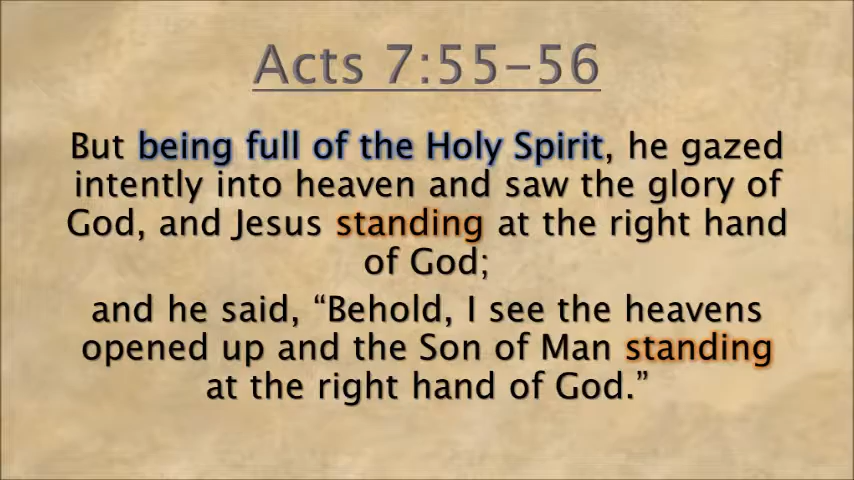 Acts 7:55-56
But being full of the Holy Spirit, he gazed
intently into heaven and saw the glory of
God, and Jesus standing at the right hand
of God;
and he said, “Behold, I see the heavens
opened up and the Son of Man standing
at the right hand of God.”